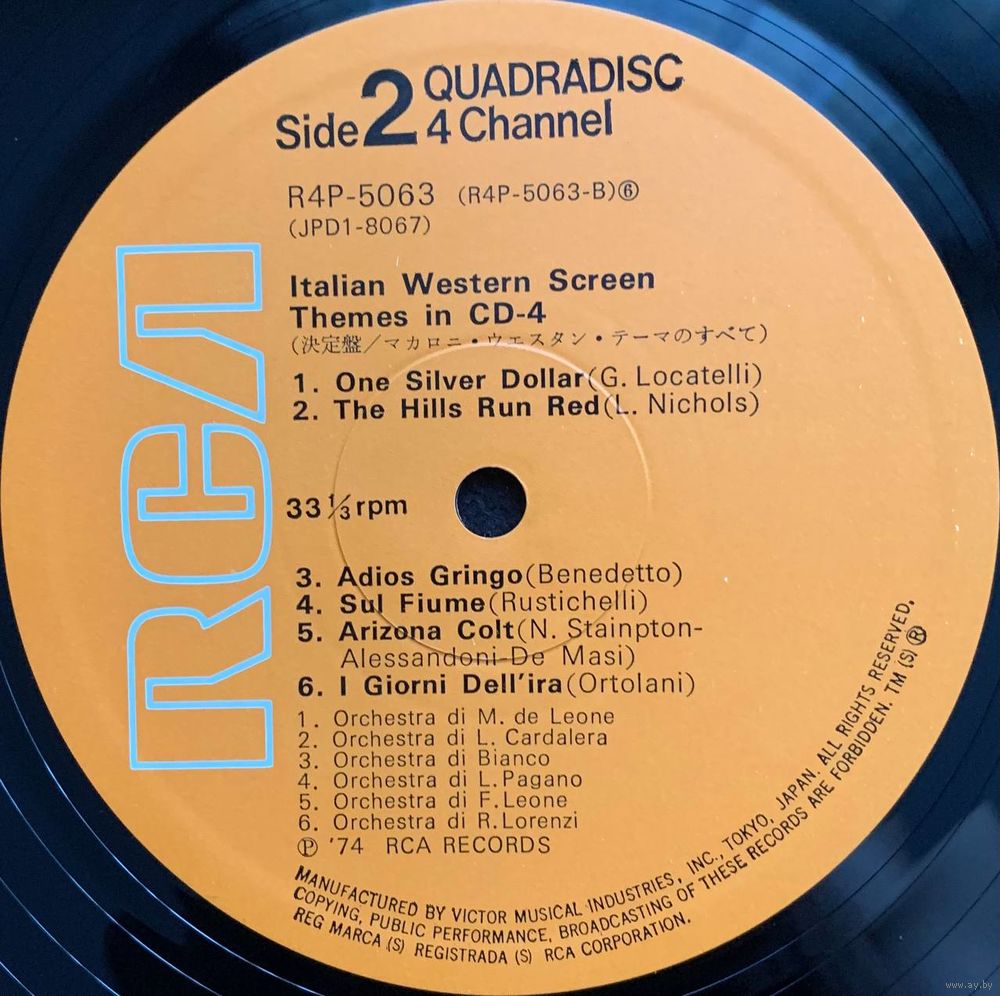 QUADRADISC
Side 2 4 Channel
R4P-5063 (R4P-5063-B)⑥
(JPD1-8067)
RCA
Italian Western Screen
Themes in CD-4
(決定盤/マカロニ・ウエスタン・テーマのすべて)
1. One Silver Dollar(G. Locatelli)
2. The Hills Run Red(L. Nichols)
33 1/3 rpm
3. Adios Gringo(Benedetto)
4. Sul Fiume(Rustichelli)
5. Arizona Colt(N. Stainpton-
Alessandoni-De Masi)
6. I Giorni Dell'ira(Ortolani)
1. Orchestra di M. de Leone
2. Orchestra di L. Cardalera
3. Orchestra di Bianco
4. Orchestra di L.Pagano
5. Orchestra di F.Leone
6. Orchestra di R.Lorenzi
Ⓟ '74 RCA RECORDS
MANUFACTURED BY VICTOR MUSICAL INDUSTRIES, INC., TOKYO, JAPAN. ALL RIGHTS RESERVED.
COPYING, PUBLIC PERFORMANCE, BROADCASTING OF THESE RECORDS ARE FORBIDDEN. TM (S) ®
REG MARCA (S) REGISTRADA (S) RCA CORPORATION.
www.ay.by